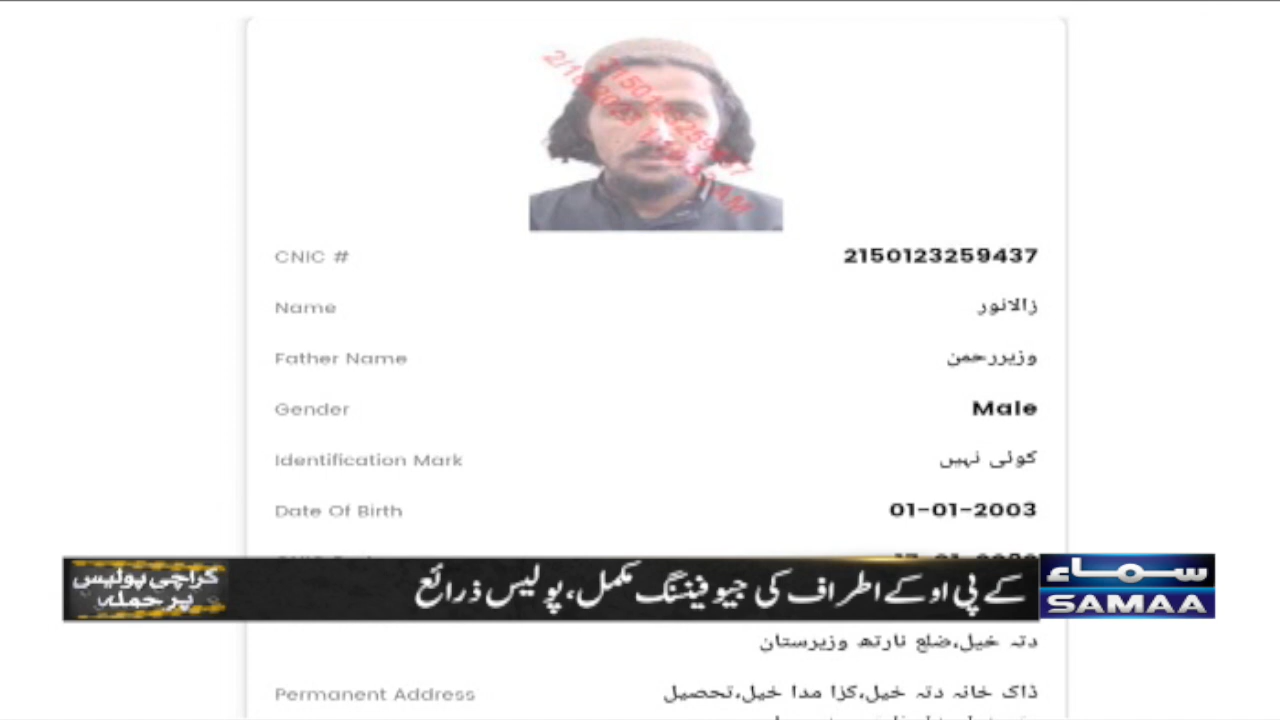 CNIC # 2150123259437
Name زالانور
Father Name وزیررحمن
Gender Male
Identification Mark کوئی نہیں
Date Of Birth 01-01-2003
کراچی پولیس
پر حملہ
کے پی او کے اطراف کی جیو فینسنگ مکمل، پولیس ذرائع
سماء
SAMAA
دتہ خیل،ضلع نارتھ وزیرستان
Permanent Address ڈاک خانہ دتہ خیل،کزا مدا خیل،تحصیل